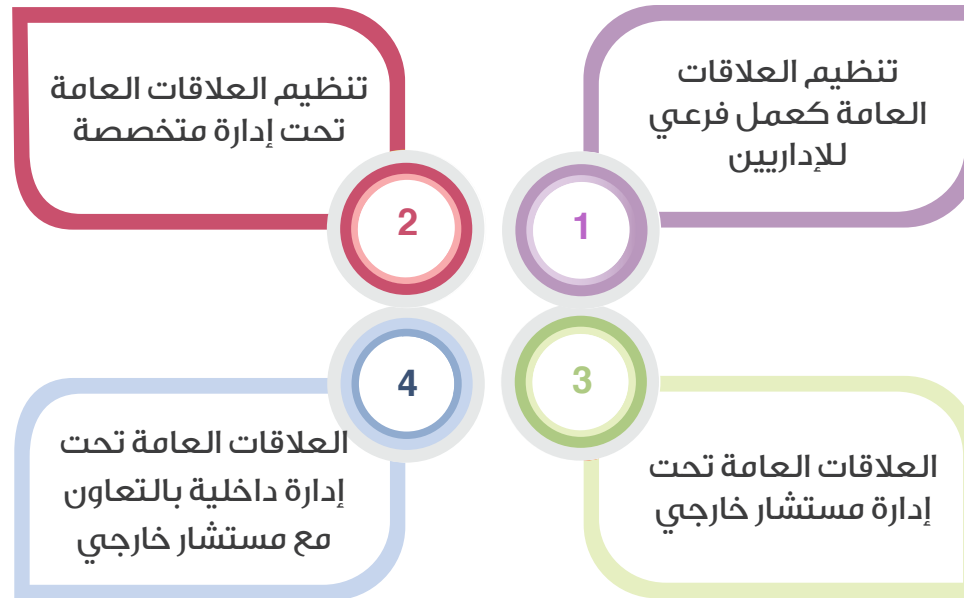 1
تنظيم العلاقات
العامة كعمل فرعي
للإداريين
2
تنظيم العلاقات العامة
تحت إدارة متخصصة
3
العلاقات العامة تحت
إدارة مستشار خارجي
4
العلاقات العامة تحت
إدارة داخلية بالتعاون
مع مستشار خارجي